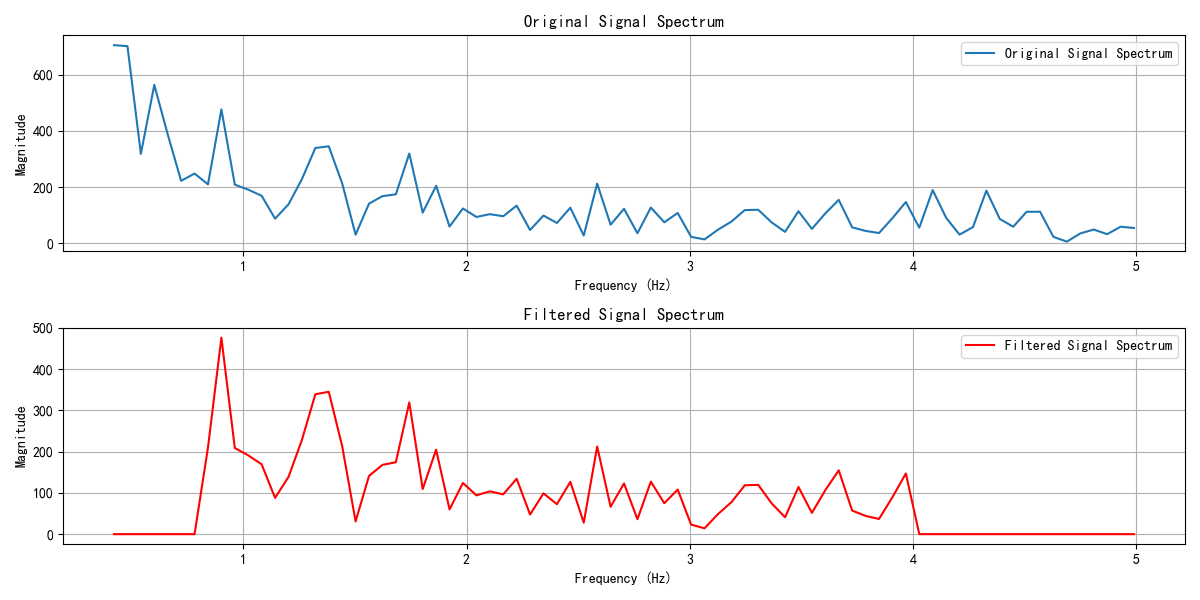 Original Signal Spectrum
Original Signal Spectrum
Magnitude
600
400
200
0
1 2 3 4 5
Frequency (Hz)
Filtered Signal Spectrum
Filtered Signal Spectrum
Magnitude
500
400
300
200
100
0
1 2 3 4 5
Frequency (Hz)